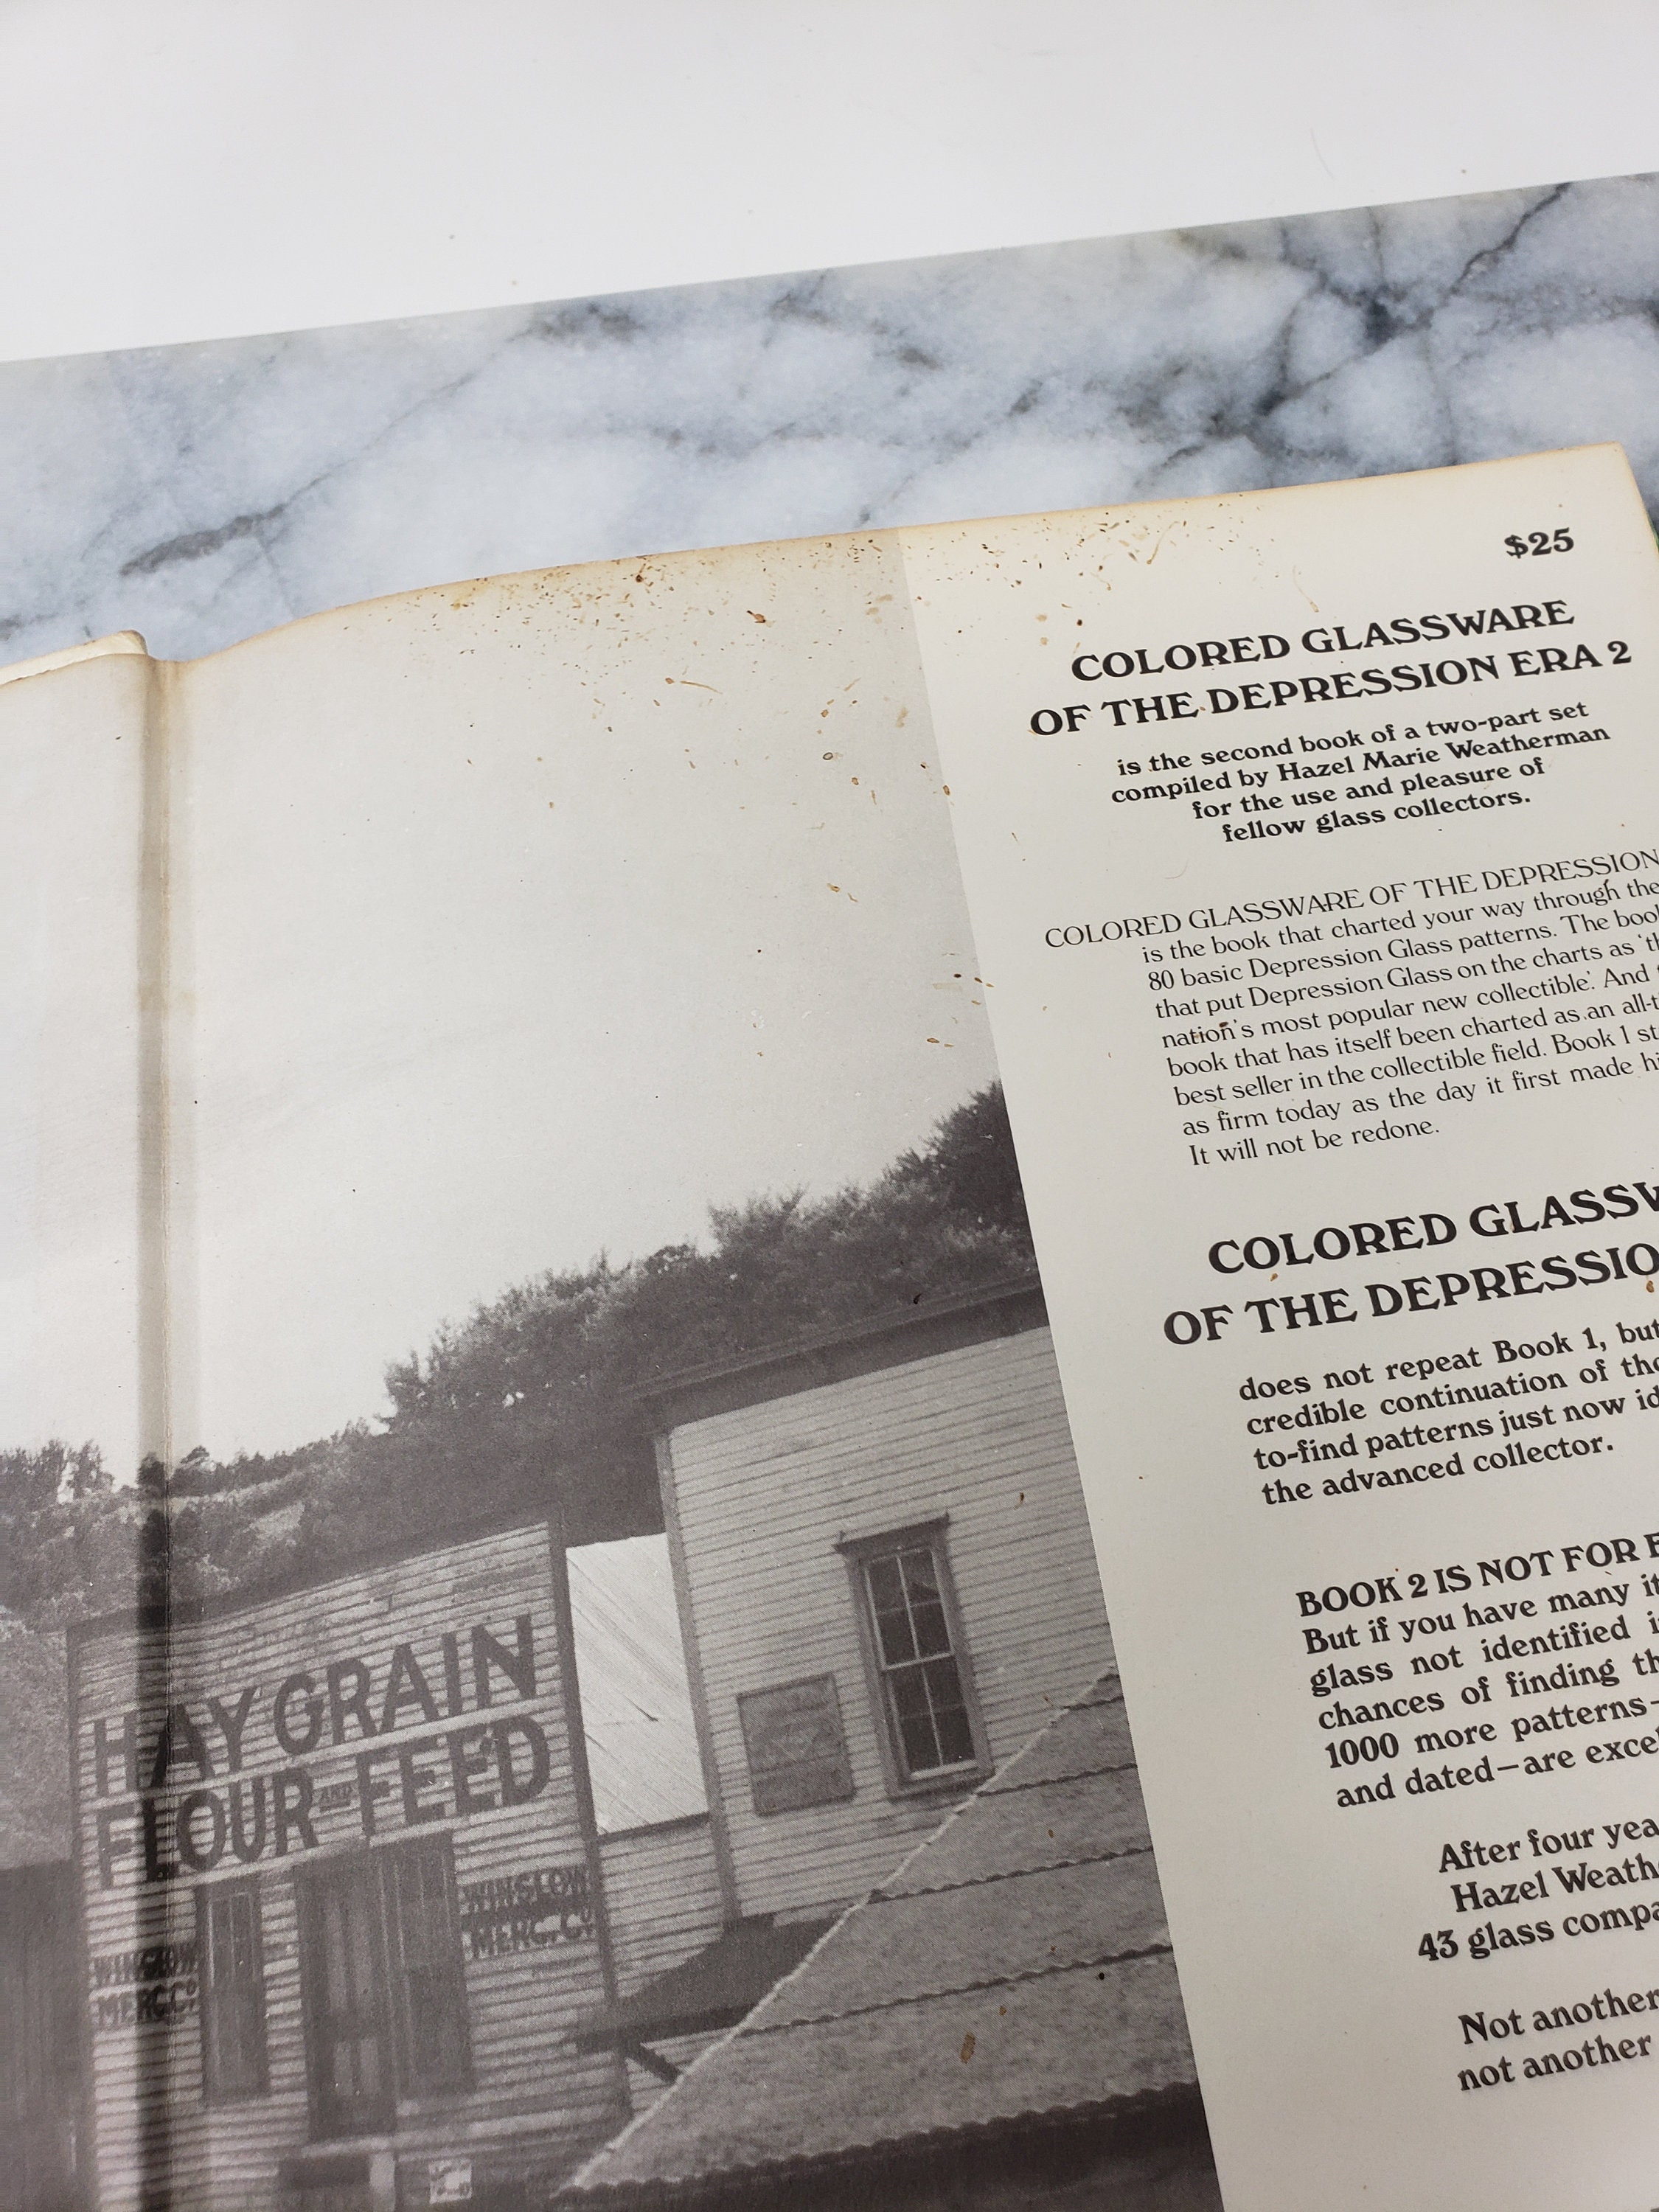 HAY GRAIN
FLOUR AND FEED
WINSLOW
MERC. CO
WINSLOW
MERC. CO
$25
COLORED GLASSWARE
OF THE DEPRESSION ERA 2
is the second book of a two-part set
compiled by Hazel Marie Weatherman
for the use and pleasure of
fellow glass collectors.
COLORED GLASSWARE OF THE DEPRESSION
is the book that charted your way through the
80 basic Depression Glass patterns. The
that put Depression Glass on the charts as
nation's most popular new collectible.' And
book that has itself been charted as an
best seller in the collectible field. Book 1
as firm today as the day it first made
It will not be redone.
COLORED
OF THE
does not repeat Book 1, but
credible continuation of
to-find patterns just now
the advanced collector.
BOOK 2 IS NOT FOR
But if you have many
glass not identified
chances of finding
1000 more patterns—
and dated—are
After four
Hazel
43 glass
Not another
not another